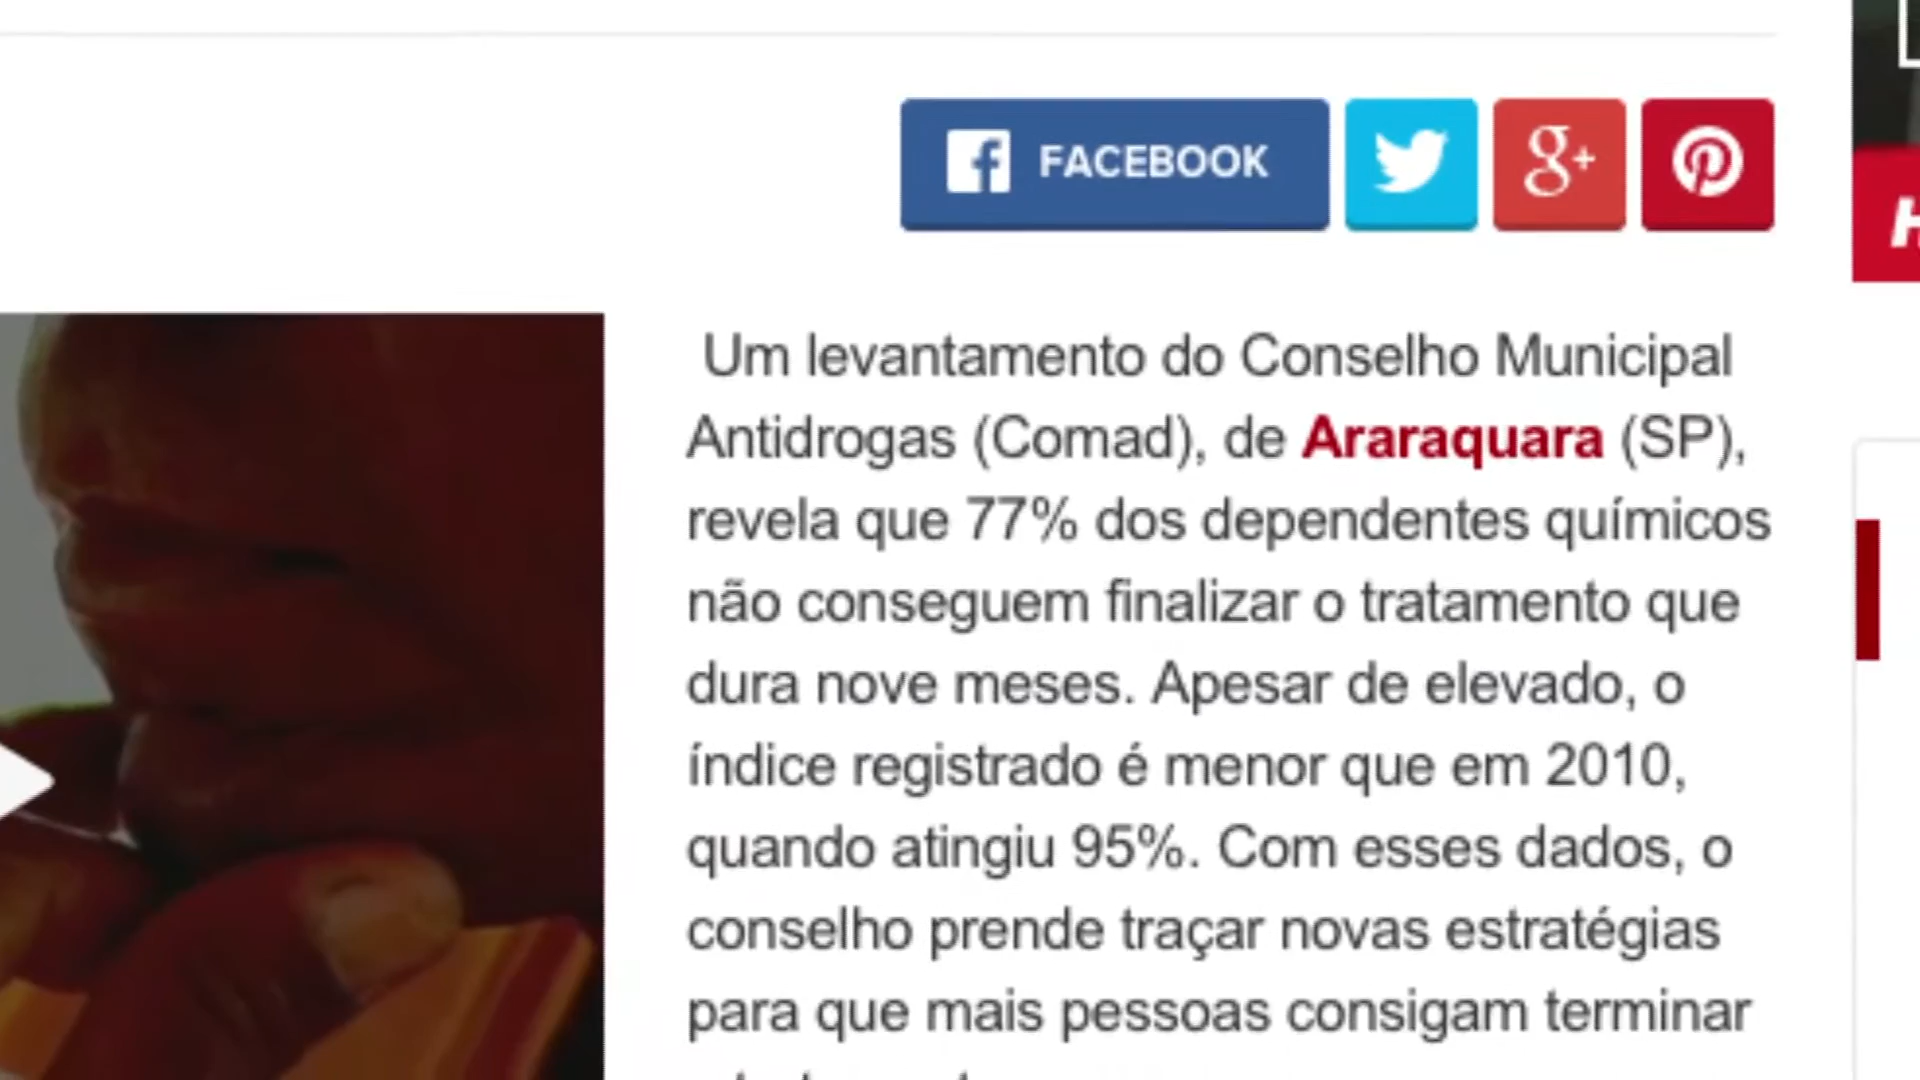 FACEBOOK
g+
Um levantamento do Conselho Municipal
Antidrogas (Comad), de Araraquara (SP),
revela que 77% dos dependentes químicos
não conseguem finalizar o tratamento que
dura nove meses. Apesar de elevado, o
índice registrado é menor que em 2010,
quando atingiu 95%. Com esses dados, o
conselho prende traçar novas estratégias
para que mais pessoas consigam terminar